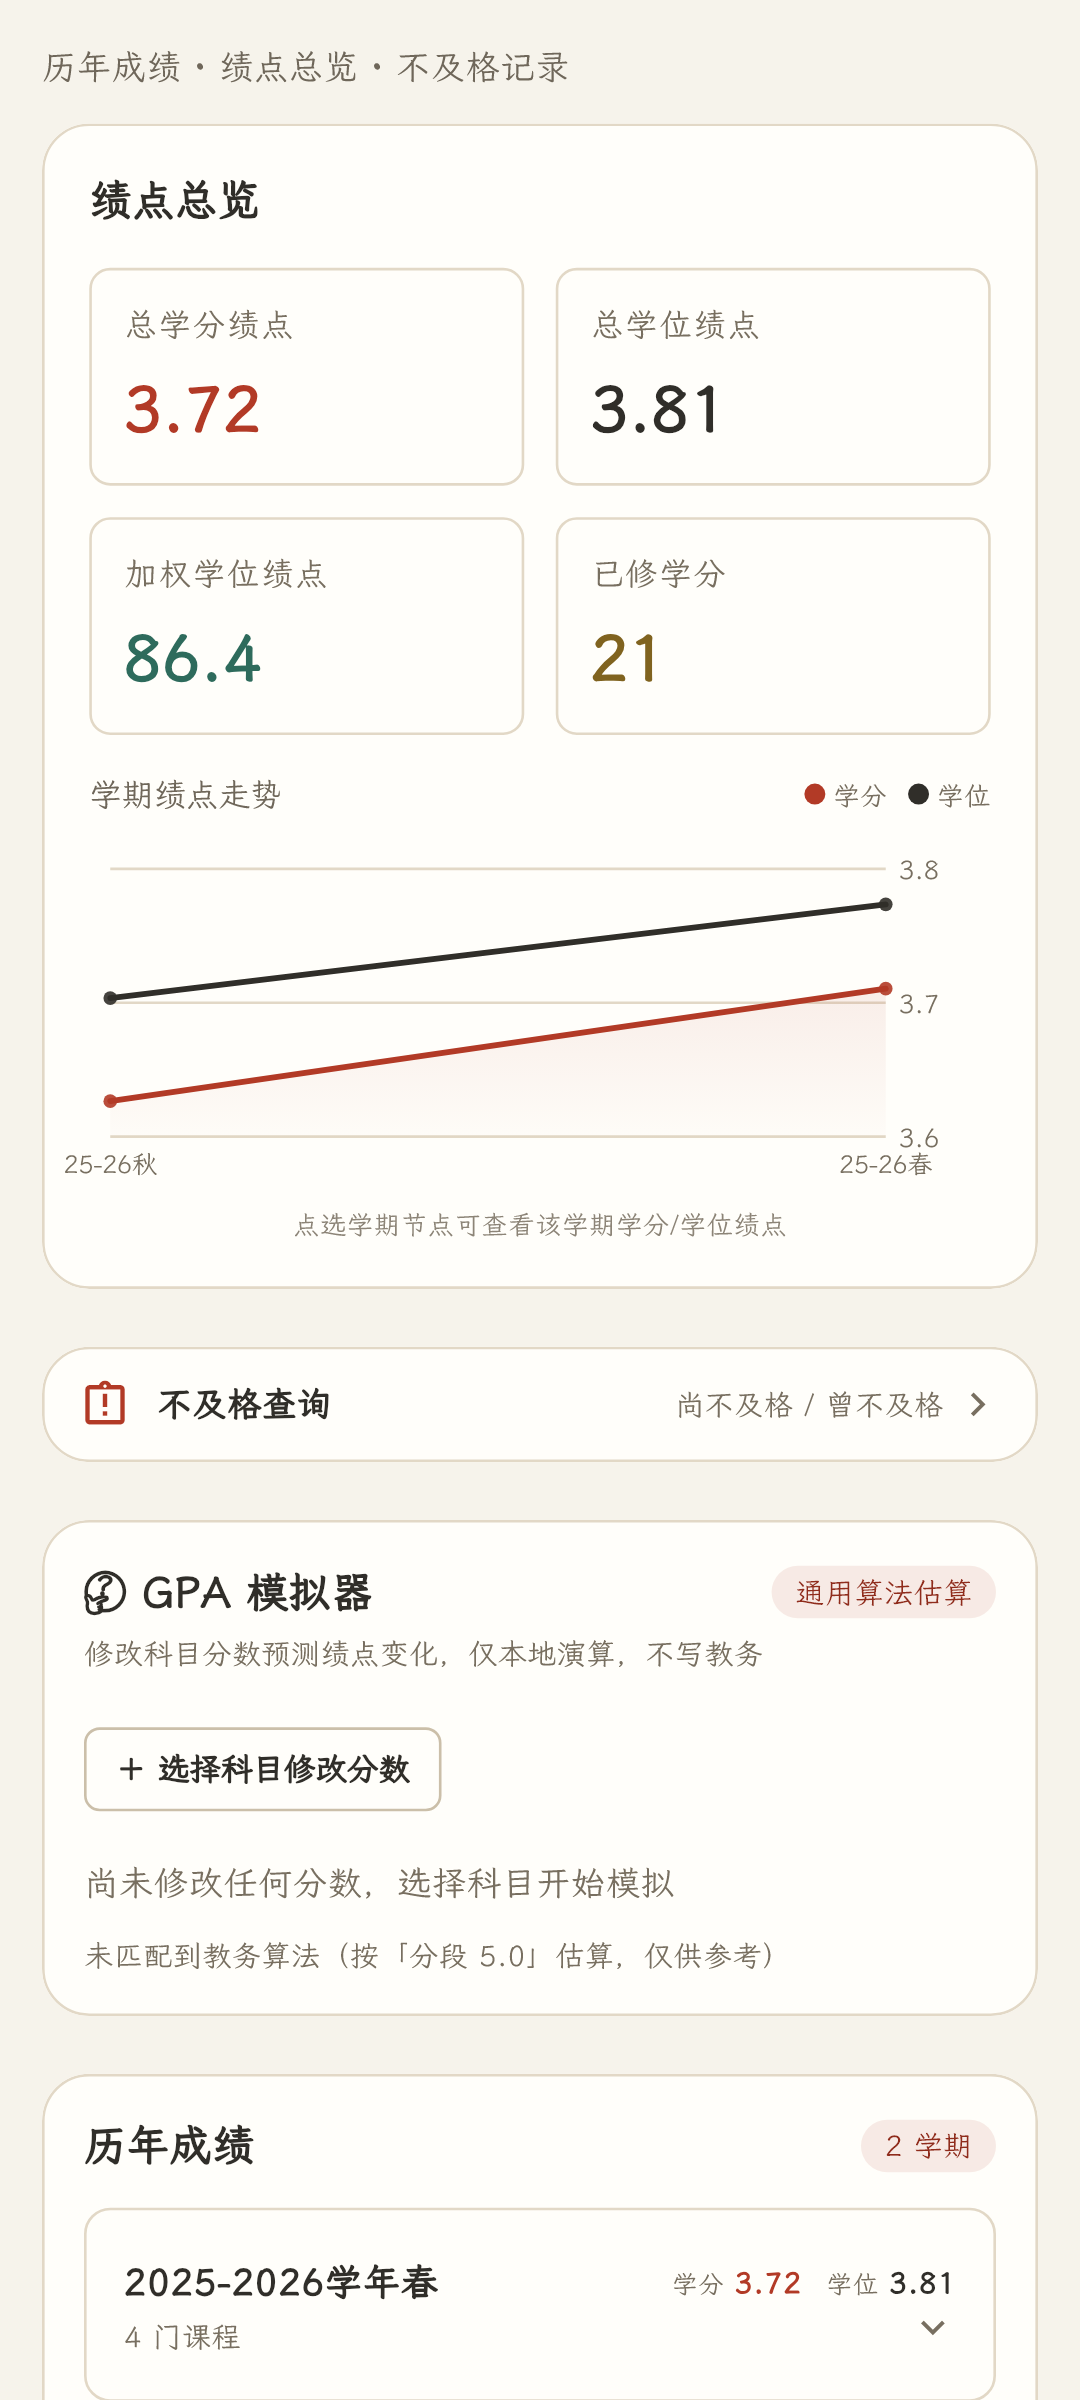 历年成绩・绩点总览・不及格记录
绩点总览
总学分绩点
总学位绩点
3.72
3.81
加权学位绩点
已修学分
86.4
21
学期绩点走势
学分
学位
3.8
3.7
3.6
25-26秋
25-26春
点选学期节点可查看该学期学分/学位绩点
不及格查询
尚不及格 / 曾不及格
GPA 模拟器
通用算法估算
修改科目分数预测绩点变化，仅本地演算，不写教务
+ 选择科目修改分数
尚未修改任何分数，选择科目开始模拟
未匹配到教务算法（按「分段 5.0」估算，仅供参考）
历年成绩
2 学期
2025-2026学年春
学分 3.72 学位 3.81
4 门课程